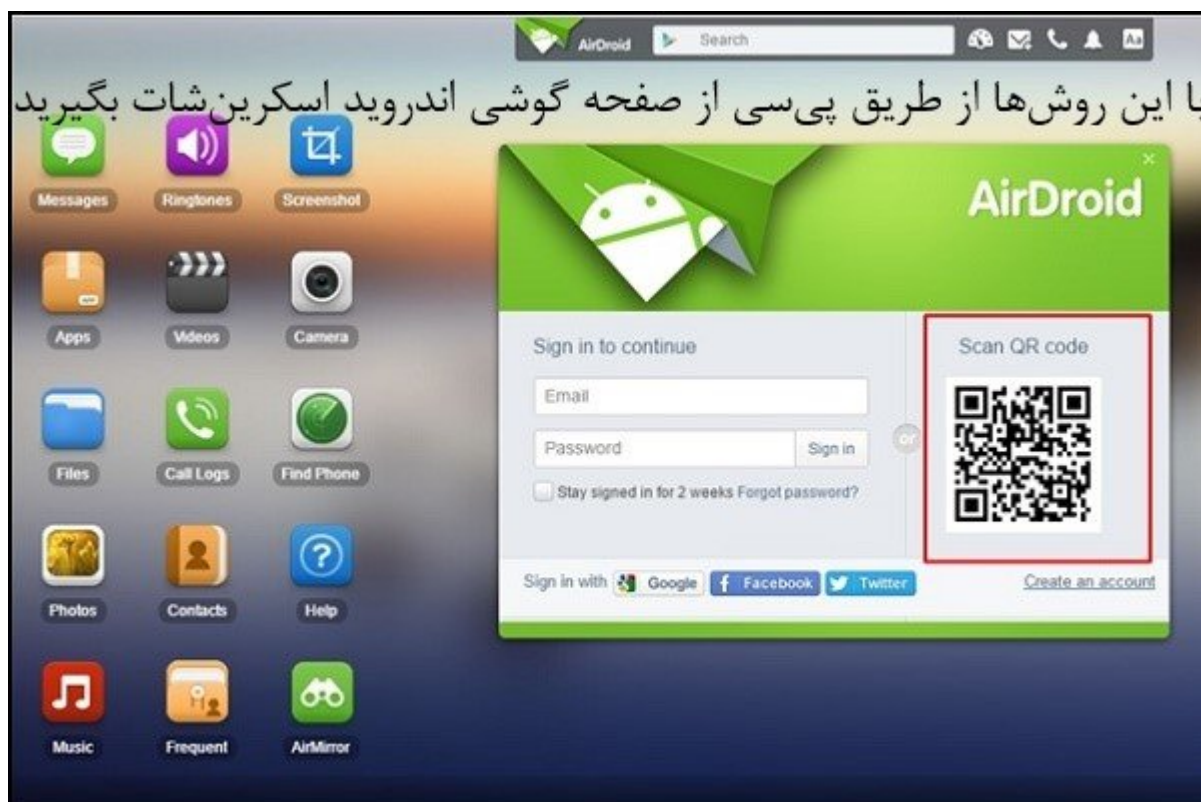 AirDroid
Search
Aa
با این روش‌ها از طریق پی‌سی از صفحه گوشی اندروید اسکرین‌شات بگیرید
Messages Ringtones Screenshot
AirDroid
Apps Videos Camera
Sign in to continue
Scan QR code
Email
Password Sign in
or
Stay signed in for 2 weeks Forgot password?
Files Call Logs Find Phone
Sign in with Google f Facebook Twitter
Create an account
Photos Contacts Help
Music Frequent AirMirror